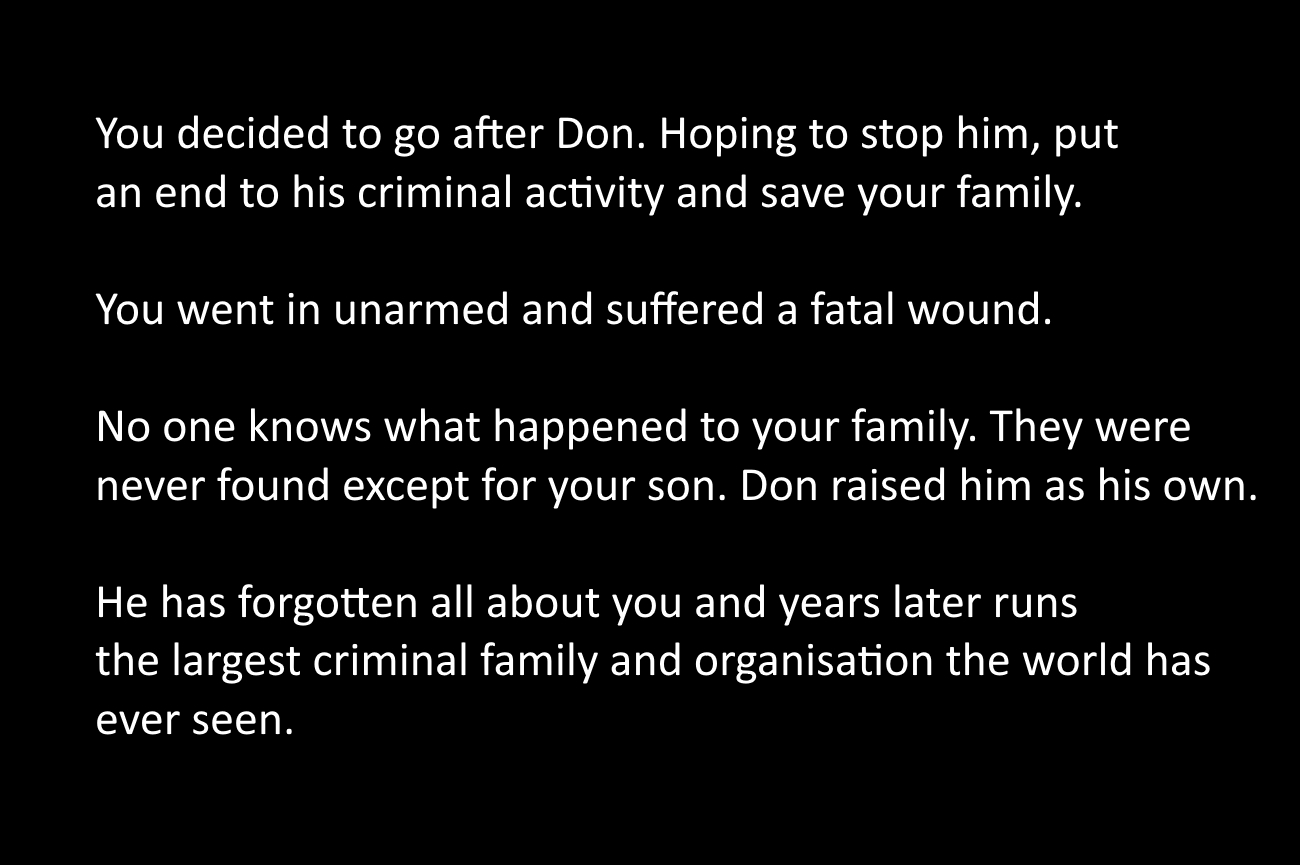 You decided to go after Don. Hoping to stop him, put
an end to his criminal activity and save your family.
You went in unarmed and suffered a fatal wound.
No one knows what happened to your family. They were
never found except for your son. Don raised him as his own.
He has forgotten all about you and years later runs
the largest criminal family and organisation the world has
ever seen.